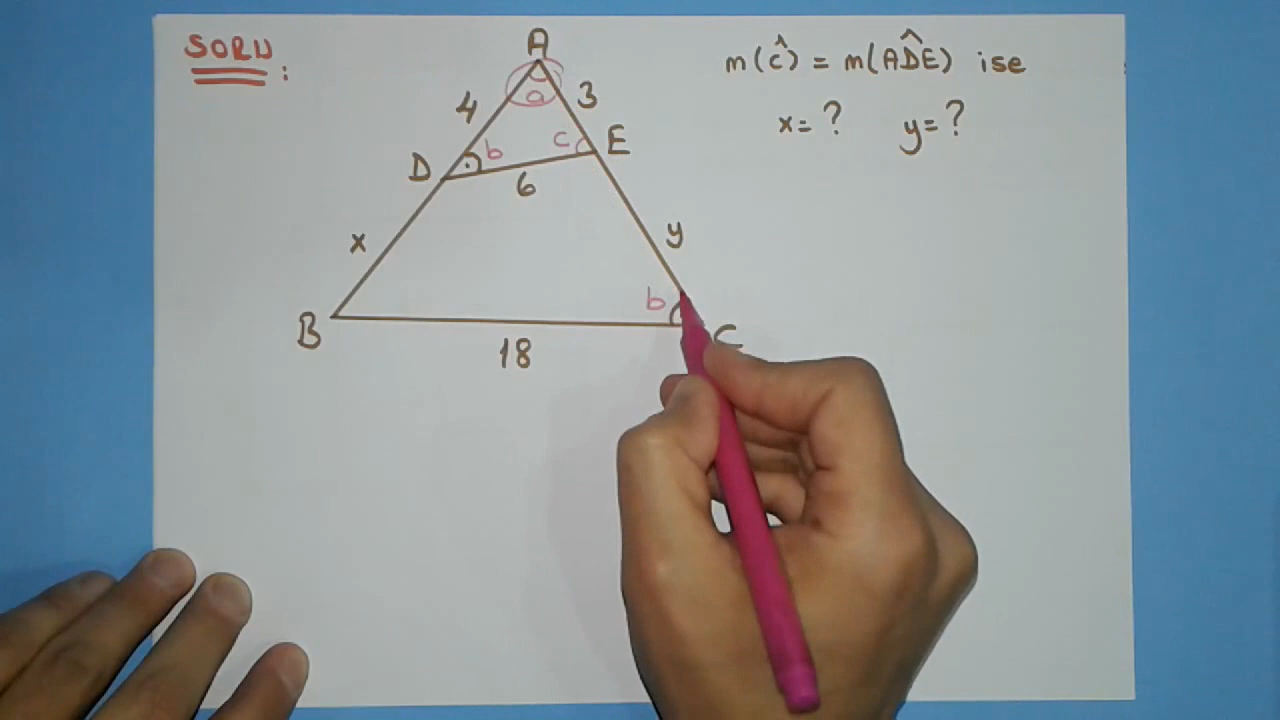 SORU :
m(Ĉ) = m(AD̂E) ise
x = ? y = ?
A
4 a 3
D b c E
6
x y
b
B C
18